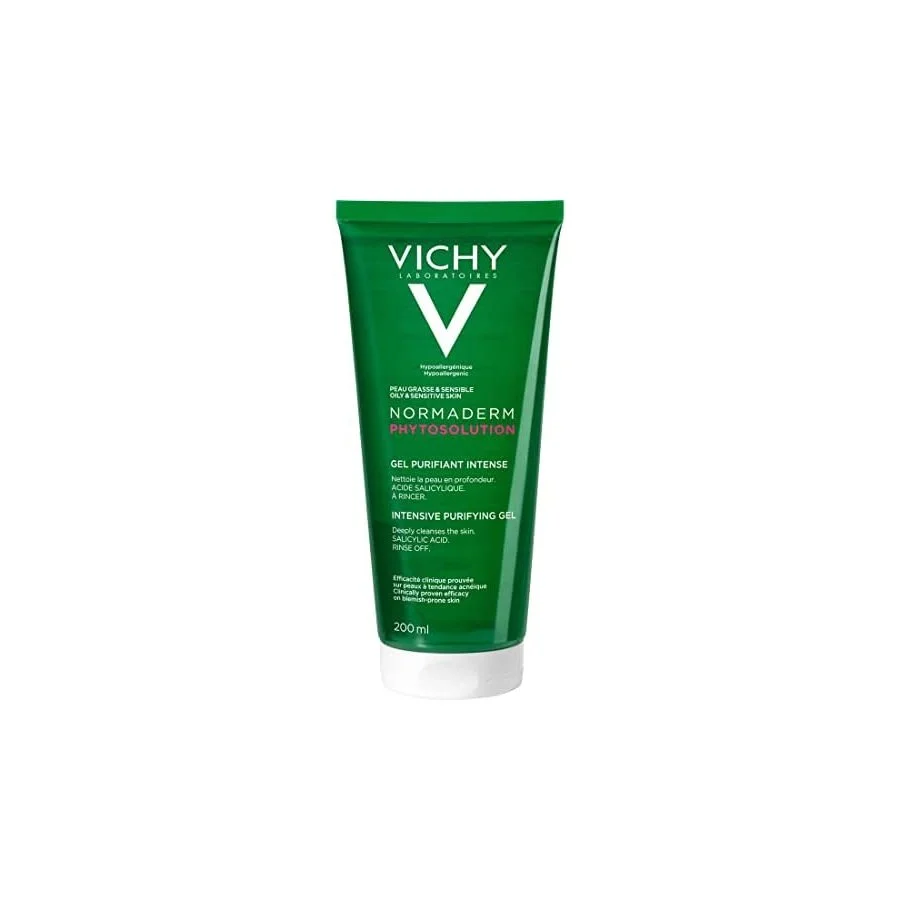 VICHY
LABORATOIRES
V
Hypoallergénique
Hypoallergenic
PEAU GRASSE & SENSIBLE
OILY & SENSITIVE SKIN
NORMADERM
PHYTOSOLUTION
GEL PURIFIANT INTENSE
Nettoie la peau en profondeur.
ACIDE SALICYLIQUE.
À RINCER.
INTENSIVE PURIFYING GEL
Deeply cleanses the skin.
SALICYLIC ACID.
RINSE OFF.
Efficacité clinique prouvée
sur peaux à tendance acnéique
Clinically proven efficacy
on blemish-prone skin
200 ml